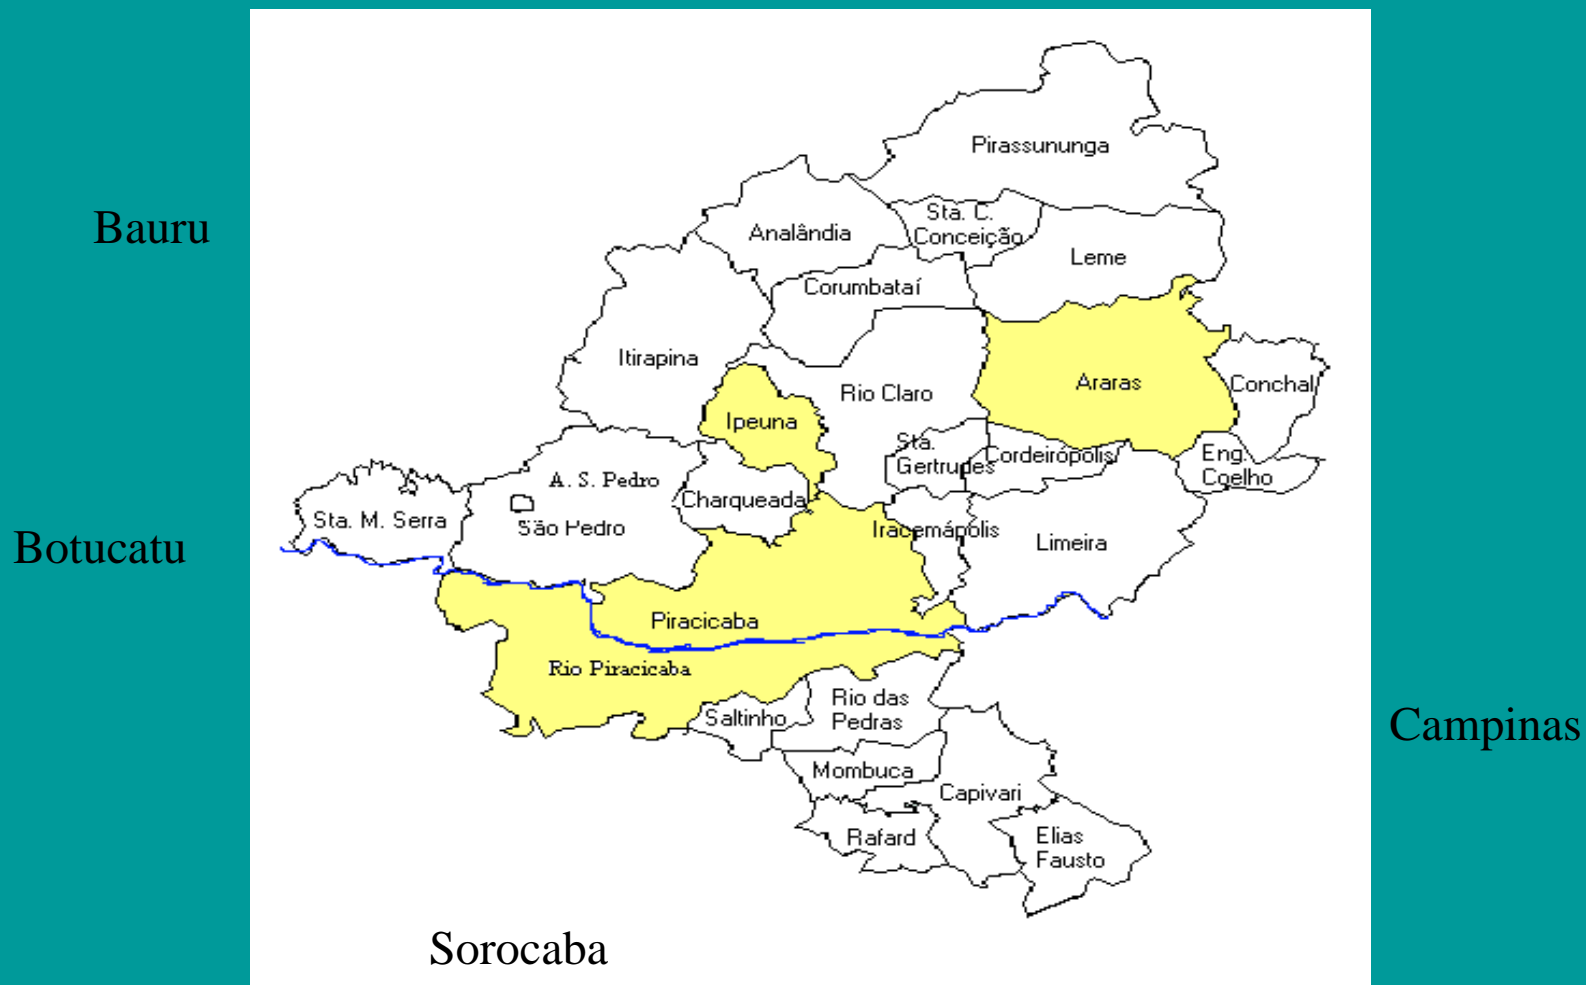 Pirassununga
Bauru
Analândia
Sta. C.
Conceição
Leme
Corumbataí
Itirapina
Rio Claro
Araras
Conchal
Ipeuna
Sta.
Gertrudes
Cordeirópolis
Eng.
Coelho
A. S. Pedro
Charqueada
Sta. M. Serra
São Pedro
Iracemápolis
Limeira
Botucatu
Piracicaba
Rio Piracicaba
Saltinho
Rio das
Pedras
Campinas
Mombuca
Capivari
Rafard
Elias
Fausto
Sorocaba